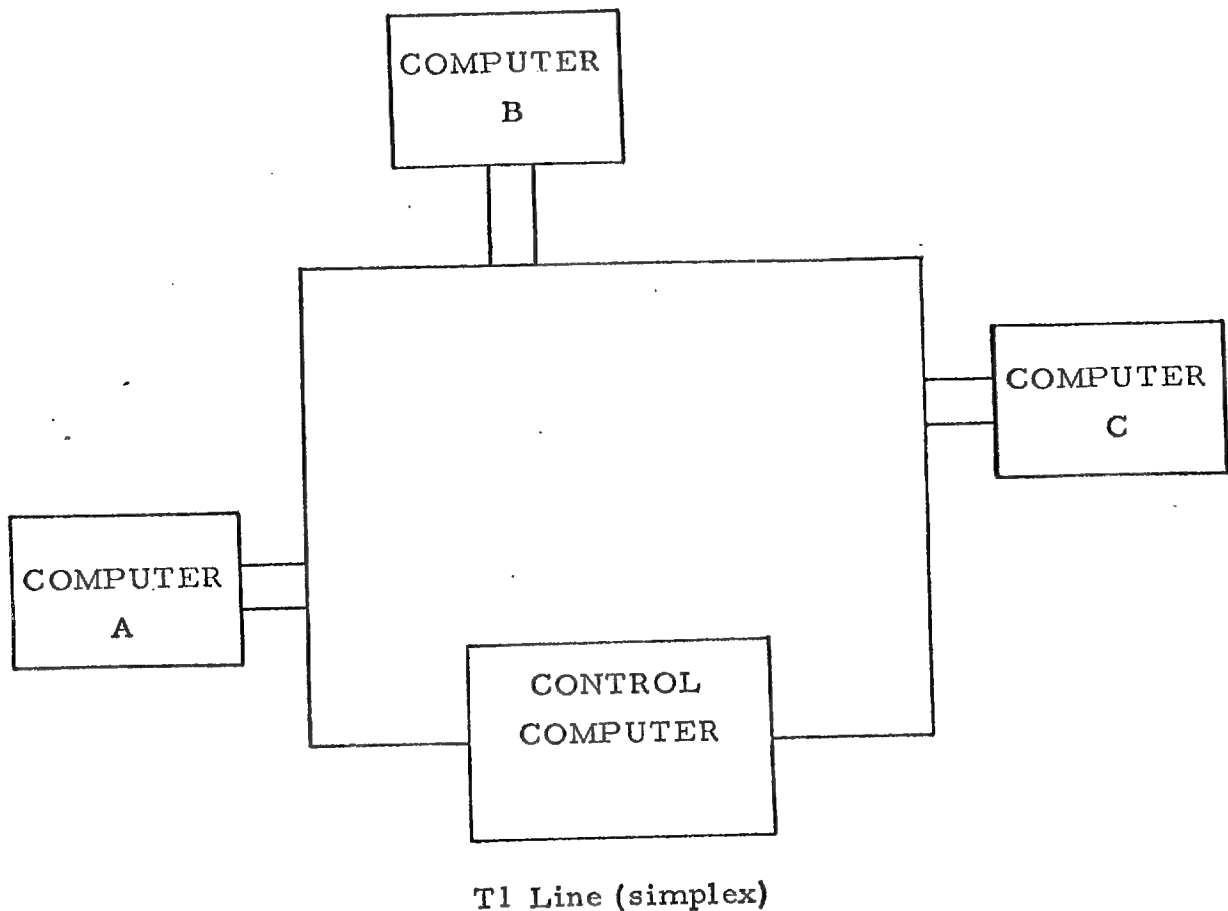 COMPUTER
B
COMPUTER
C
COMPUTER
A
CONTROL
COMPUTER
T1 Line (simplex)